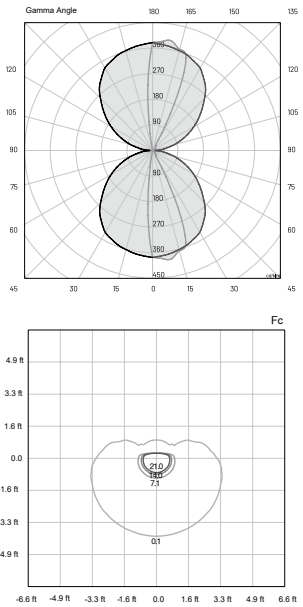 Gamma Angle 180 165 150 135
360
270
180
90
120 120
105 105
90 90
75 75
60 60
90
180
270
360
450
45 30 15 0 15 30 45
Fc
4.9 ft
3.3 ft
1.6 ft
0.0
21.0
14.0
7.1
-1.6 ft
-3.3 ft
0.1
-4.9 ft
-6.6 ft -4.9 ft -3.3 ft -1.6 ft 0.0 1.6 ft 3.3 ft 4.9 ft 6.6 ft